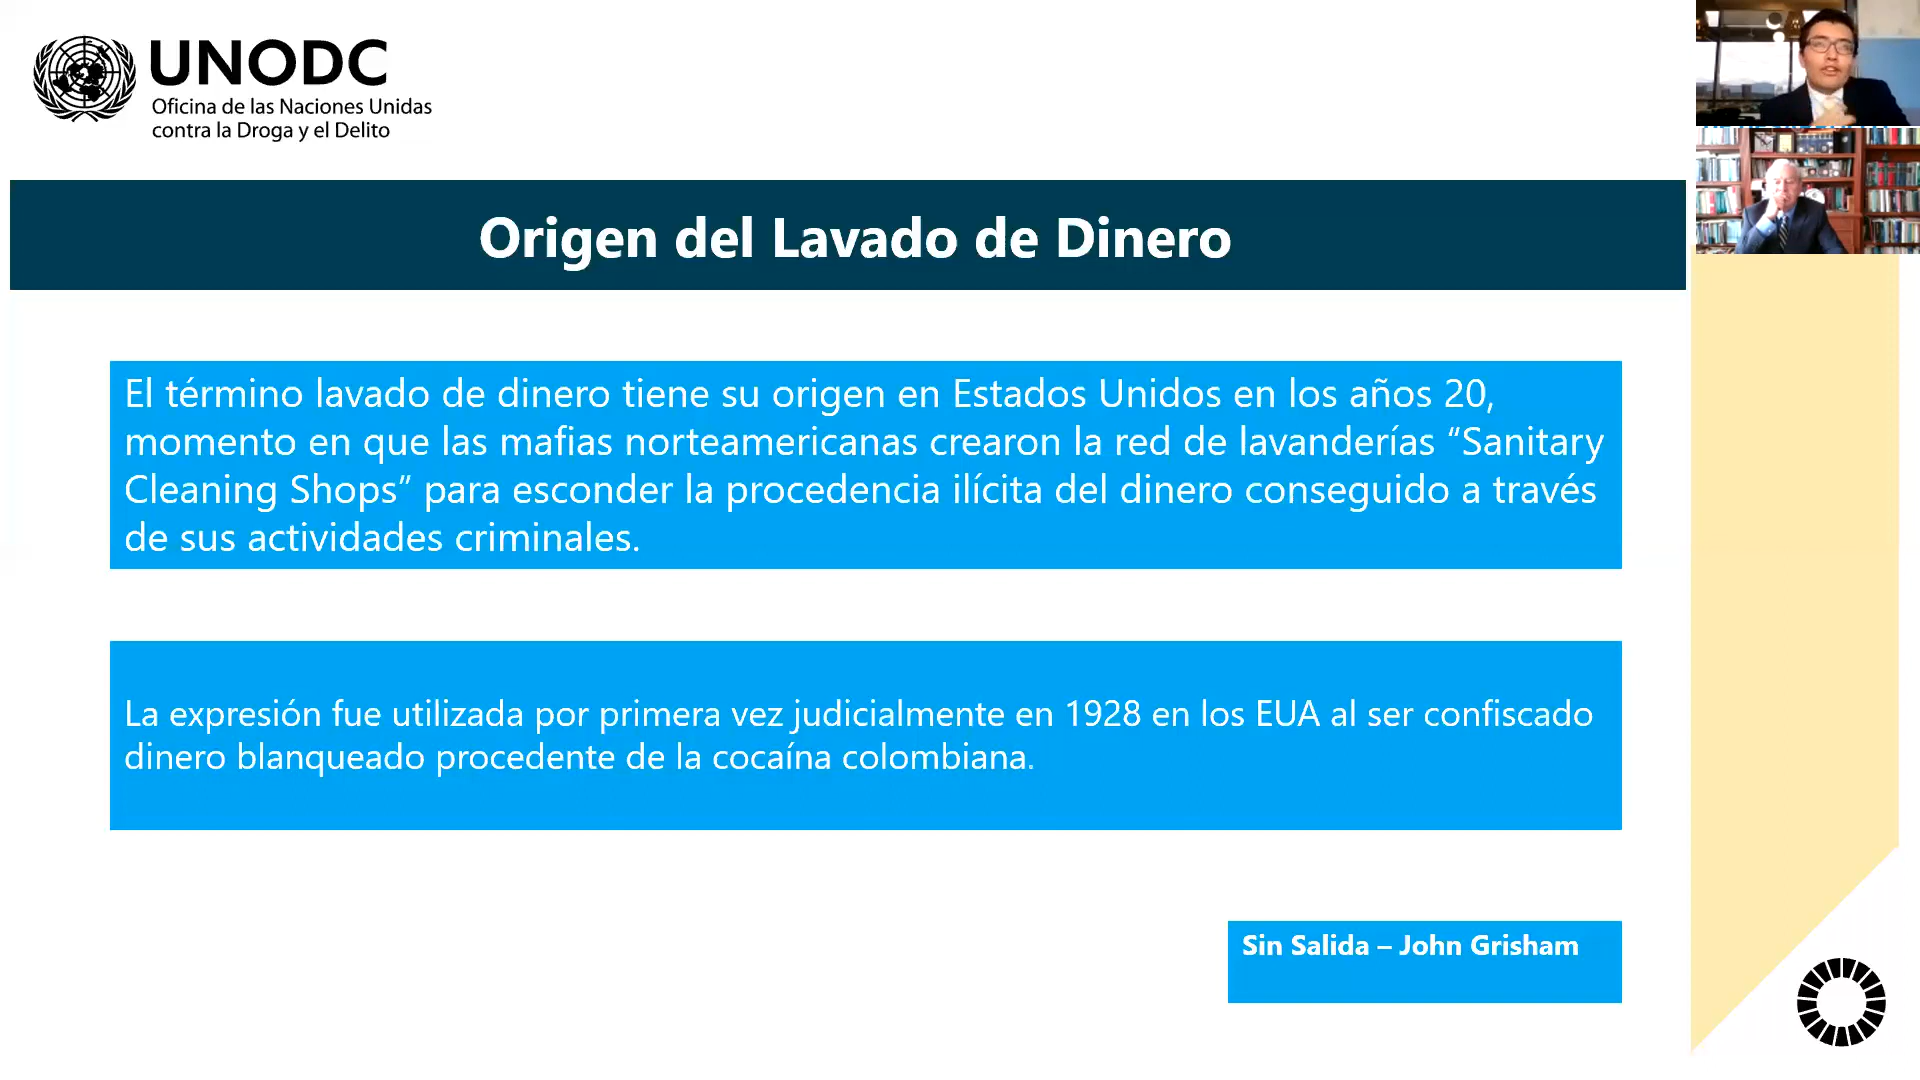 UNODC
Oficina de las Naciones Unidas
contra la Droga y el Delito
Origen del Lavado de Dinero
El término lavado de dinero tiene su origen en Estados Unidos en los años 20,
momento en que las mafias norteamericanas crearon la red de lavanderías “Sanitary
Cleaning Shops” para esconder la procedencia ilícita del dinero conseguido a través
de sus actividades criminales.
La expresión fue utilizada por primera vez judicialmente en 1928 en los EUA al ser confiscado
dinero blanqueado procedente de la cocaína colombiana.
Sin Salida – John Grisham